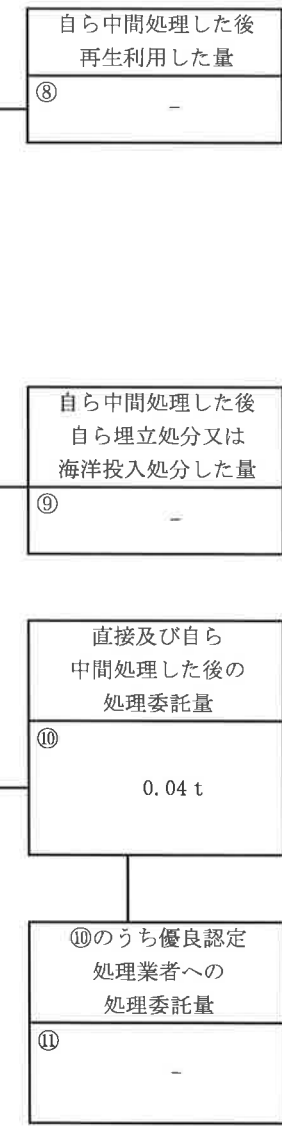 自ら中間処理した後
再生利用した量
⑧
－
自ら中間処理した後
自ら埋立処分又は
海洋投入処分した量
⑨
－
直接及び自ら
中間処理した後の
処理委託量
⑩
0.04 t
⑩のうち優良認定
処理業者への
処理委託量
⑪
－